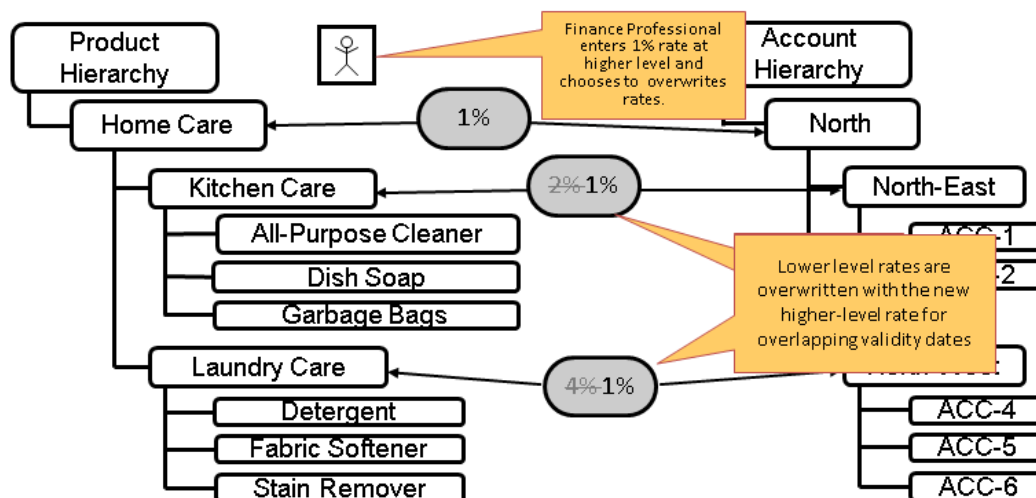 Product
Hierarchy
Finance Professional
enters 1% rate at
higher level and
chooses to overwrites
rates.
Account
Hierarchy
Home Care
1%
North
Kitchen Care
2% 1%
North-East
All-Purpose Cleaner
ACC-1
Dish Soap
-2
Garbage Bags
Lower level rates are
overwritten with the new
higher-level rate for
overlapping validity dates
Laundry Care
4% 1%
Detergent
ACC-4
Fabric Softener
ACC-5
Stain Remover
ACC-6